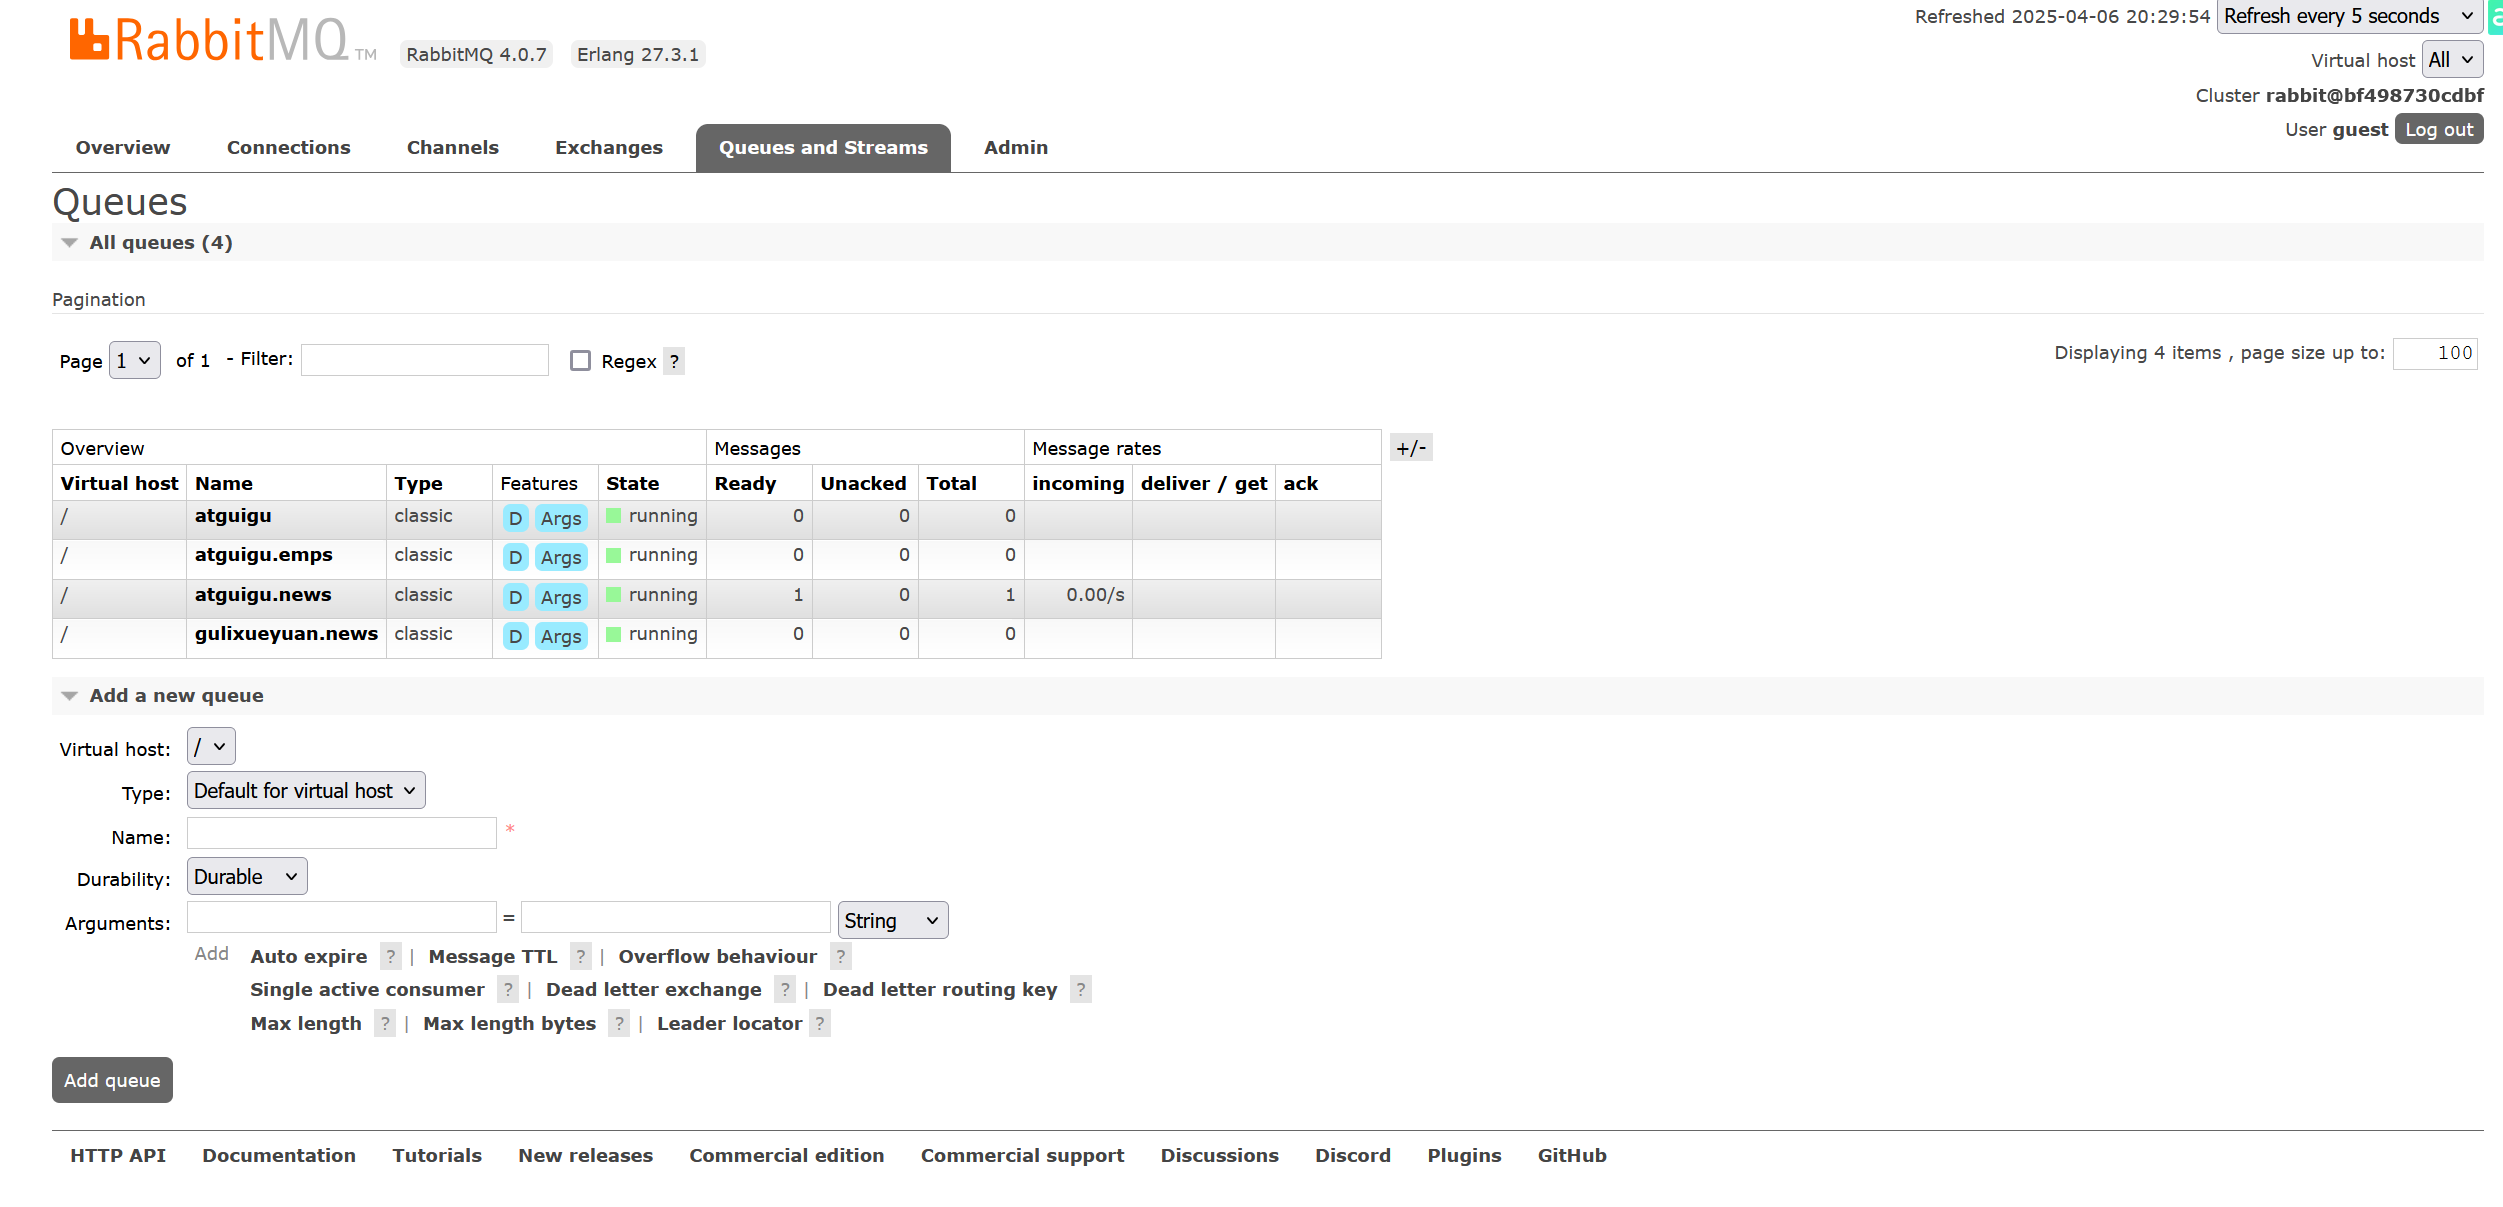 RabbitMQ TM RabbitMQ 4.0.7 Erlang 27.3.1
Refreshed 2025-04-06 20:29:54 Refresh every 5 seconds
Virtual host All
Cluster rabbit@bf498730cdbf
User guest Log out
Overview Connections Channels Exchanges Queues and Streams Admin
Queues
All queues (4)
Pagination
Page 1 of 1 - Filter: Regex ? Displaying 4 items , page size up to: 100
Overview Messages Message rates +/-
Virtual host Name Type Features State Ready Unacked Total incoming deliver / get ack
/ atguigu classic D Args running 0 0 0
/ atguigu.emps classic D Args running 0 0 0
/ atguigu.news classic D Args running 1 0 1 0.00/s
/ gulixueyuan.news classic D Args running 0 0 0
Add a new queue
Virtual host: /
Type: Default for virtual host
Name: *
Durability: Durable
Arguments: = String
Add Auto expire ? | Message TTL ? | Overflow behaviour ?
Single active consumer ? | Dead letter exchange ? | Dead letter routing key ?
Max length ? | Max length bytes ? | Leader locator ?
Add queue
HTTP API Documentation Tutorials New releases Commercial edition Commercial support Discussions Discord Plugins GitHub